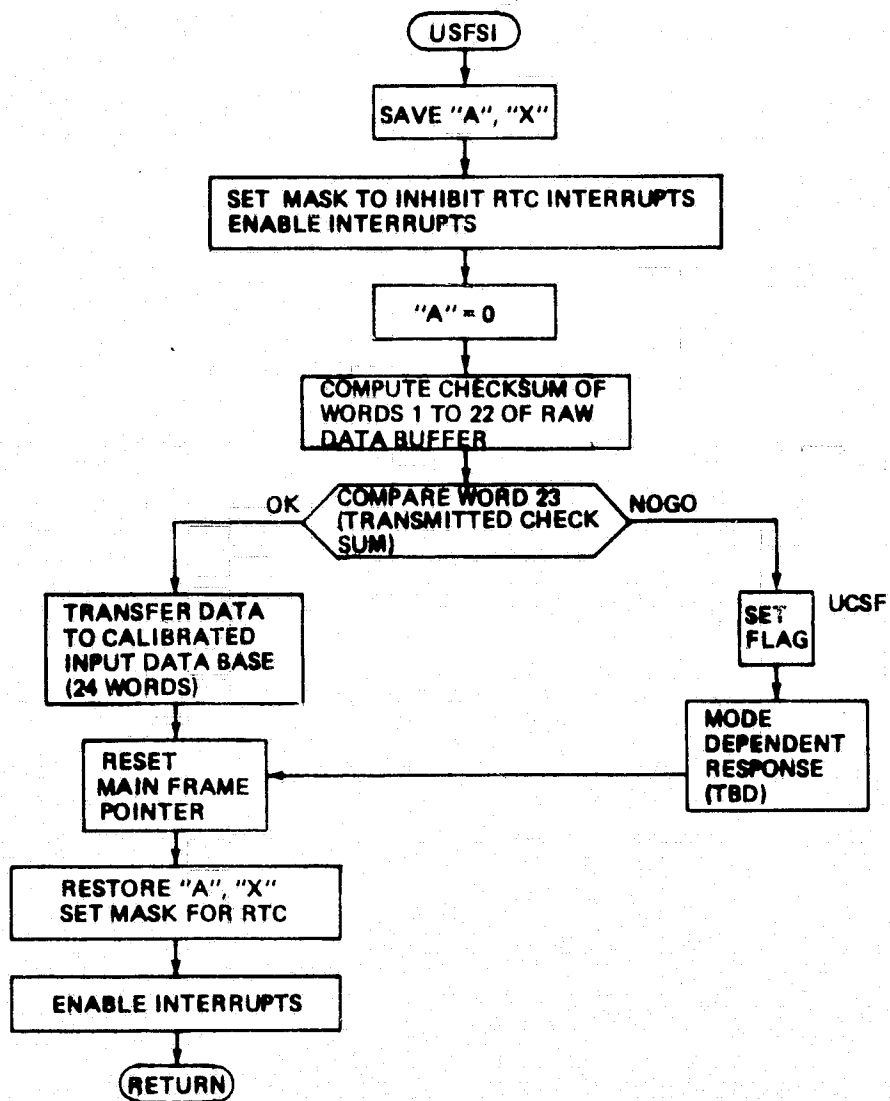 USFSI
SAVE "A", "X"
SET MASK TO INHIBIT RTC INTERRUPTS
ENABLE INTERRUPTS
"A" = 0
COMPUTE CHECKSUM OF
WORDS 1 TO 22 OF RAW
DATA BUFFER
OK
COMPARE WORD 23
(TRANSMITTED CHECK
SUM)
NOGO
TRANSFER DATA
TO CALIBRATED
INPUT DATA BASE
(24 WORDS)
SET
FLAG
UCSF
MODE
DEPENDENT
RESPONSE
(TBD)
RESET
MAIN FRAME
POINTER
RESTORE "A", "X"
SET MASK FOR RTC
ENABLE INTERRUPTS
RETURN